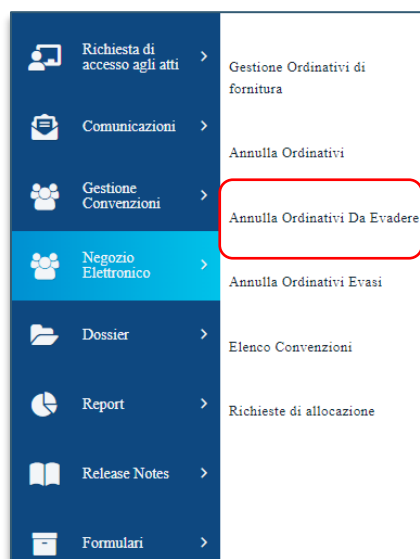 Richiesta di
accesso agli atti
Comunicazioni
Gestione
Convenzioni
Negozio
Elettronico
Dossier
Report
Release Notes
Formulari
Gestione Ordinativi di
fornitura
Annulla Ordinativi
Annulla Ordinativi Da Evadere
Annulla Ordinativi Evasi
Elenco Convenzioni
Richieste di allocazione